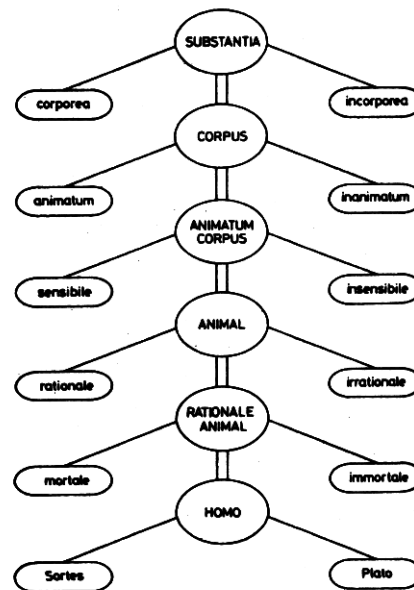 SUBSTANTIA
corporea
incorporea
CORPUS
animatum
inanimatum
ANIMATUM
CORPUS
sensibile
insensibile
ANIMAL
rationale
irrationale
RATIONALE
ANIMAL
mortale
immortale
HOMO
Sortes
Plato